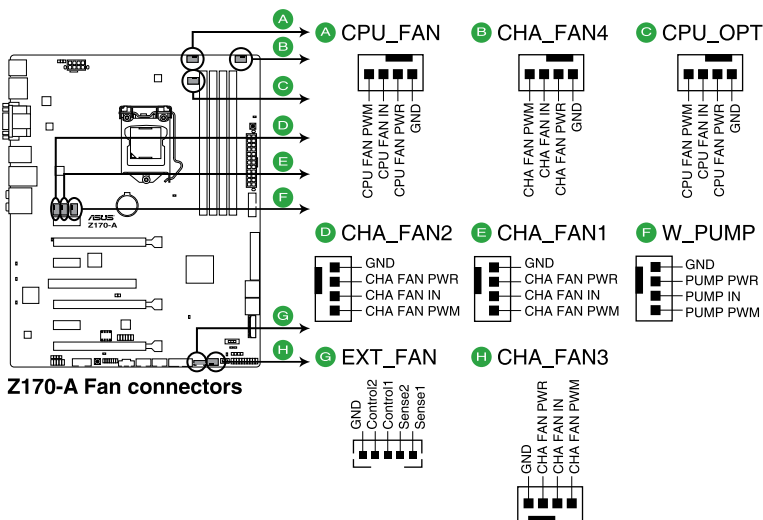 A
B
C
D
E
F
G
H
ASUS
Z170-A
Z170-A Fan connectors
A CPU_FAN
CPU FAN PWM
CPU FAN IN
CPU FAN PWR
GND
B CHA_FAN4
CHA FAN PWM
CHA FAN IN
CHA FAN PWR
GND
C CPU_OPT
CPU FAN PWM
CPU FAN IN
CPU FAN PWR
GND
D CHA_FAN2
GND
CHA FAN PWR
CHA FAN IN
CHA FAN PWM
E CHA_FAN1
GND
CHA FAN PWR
CHA FAN IN
CHA FAN PWM
F W_PUMP
GND
PUMP PWR
PUMP IN
PUMP PWM
G EXT_FAN
GND
Control2
Control1
Sense2
Sense1
H CHA_FAN3
GND
CHA FAN PWR
CHA FAN IN
CHA FAN PWM